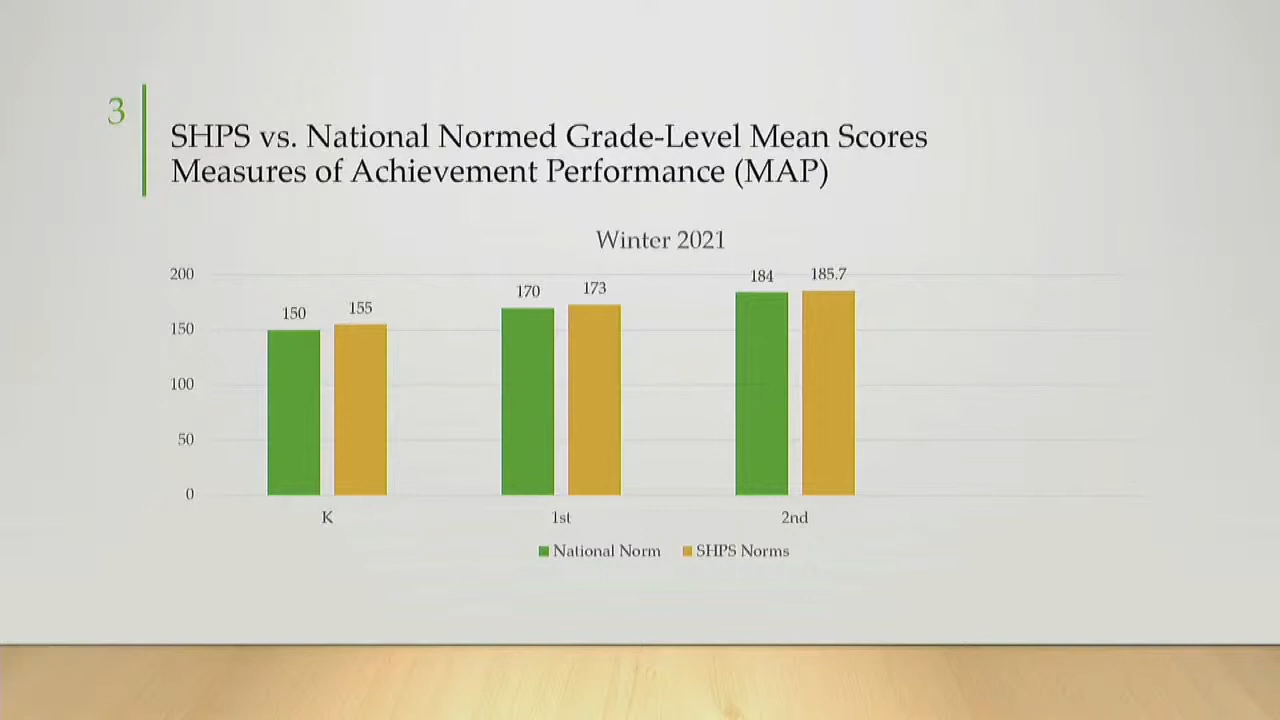 3
SHPS vs. National Normed Grade-Level Mean Scores
Measures of Achievement Performance (MAP)
Winter 2021
200
150
100
50
0
150
155
170
173
184
185.7
K
1st
2nd
National Norm
SHPS Norms